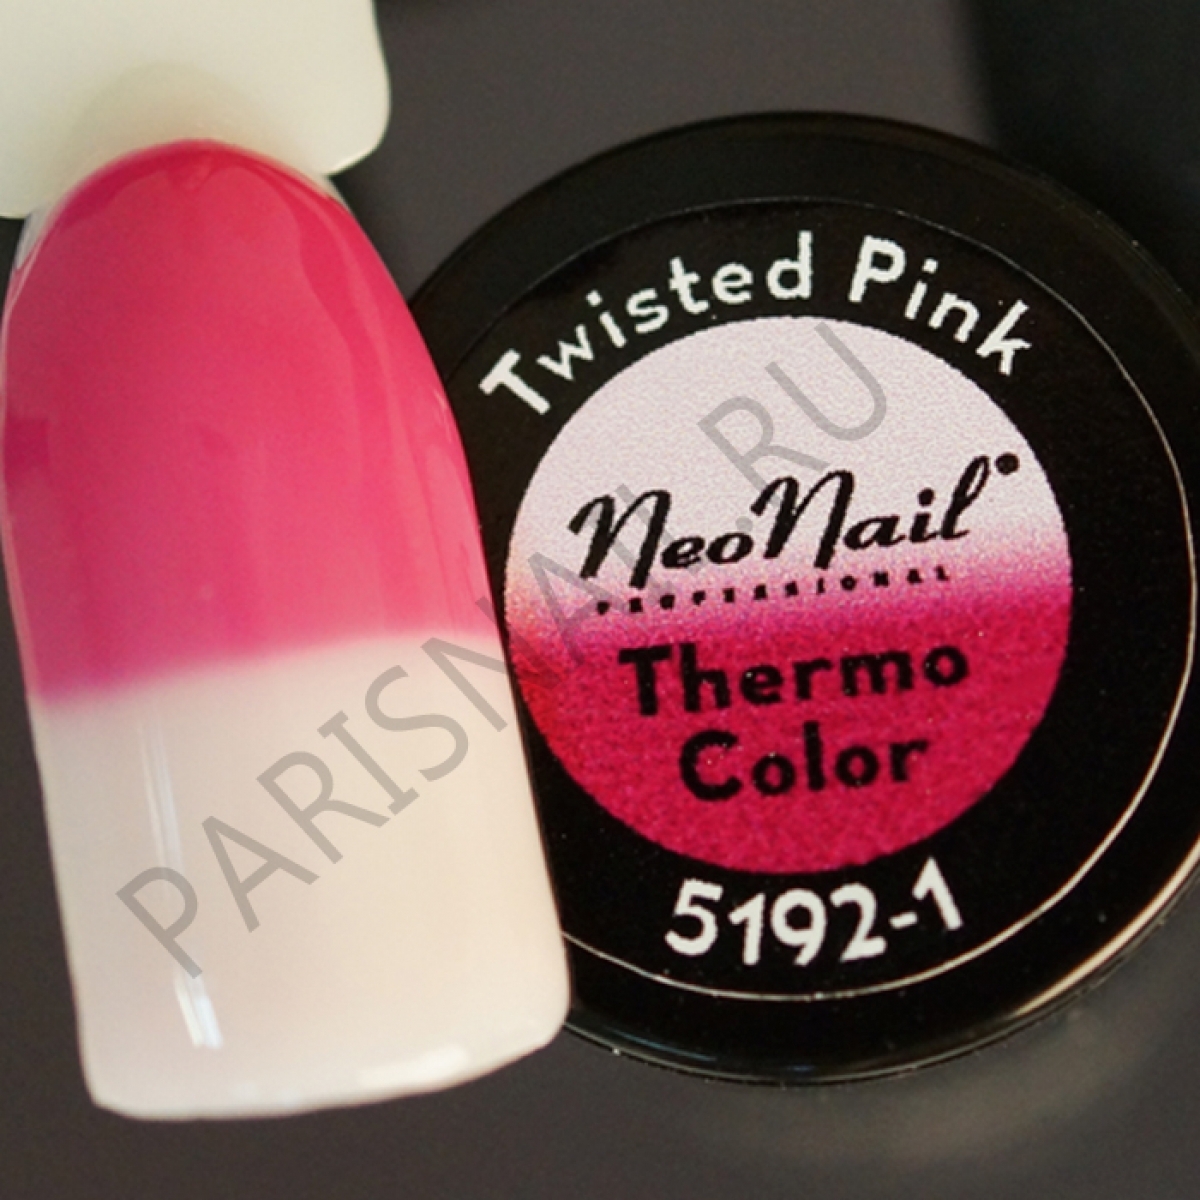 Twisted Pink
NeoNail
PROFESSIONAL
Thermo
Color
5192-1
PARISNAIL.RU